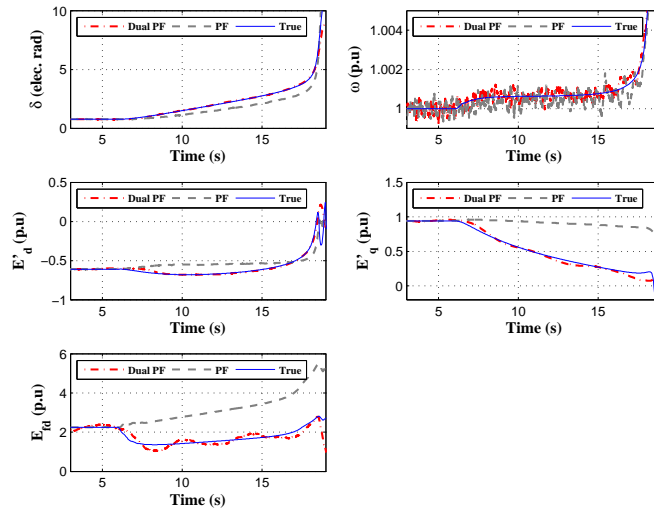 10
5
0
δ (elec. rad)
Dual PF PF True
5 10 15
Time (s)
1.005
1.002
1
ω (p.u)
Dual PF PF True
5 10 15
Time (s)
0.5
0
−0.5
−1
E'd (p.u)
Dual PF PF True
5 10 15
Time (s)
1.5
1
0.5
0
E'q (p.u)
Dual PF PF True
5 10 15
Time (s)
6
4
2
0
Efd (p.u)
Dual PF PF True
5 10 15
Time (s)